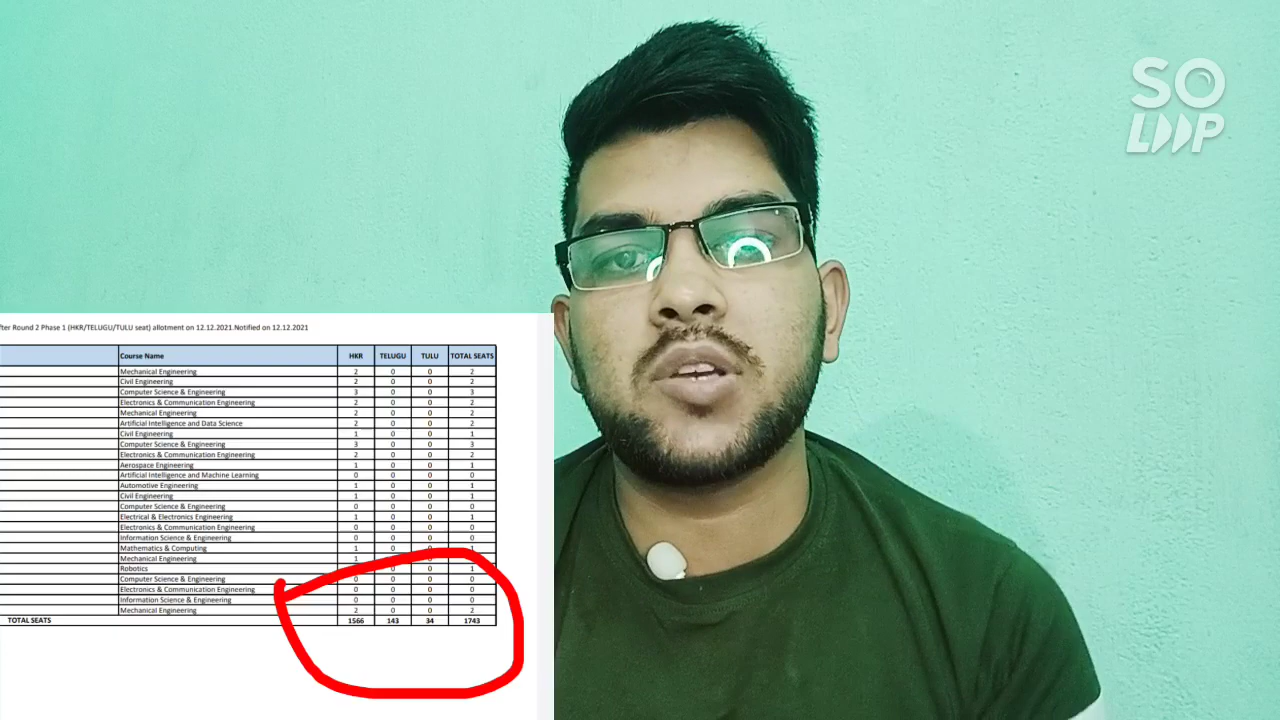 SO
LOOP
fter Round 2 Phase 1 (HKR/TELUGU/TULU seat) allotment on 12.12.2021.Notified on 12.12.2021
Course Name HKR TELUGU TULU TOTAL SEATS
Mechanical Engineering 2 0 0 2
Civil Engineering 2 0 0 2
Computer Science & Engineering 3 0 0 3
Electronics & Communication Engineering 2 0 0 2
Mechanical Engineering 2 0 0 2
Artificial Intelligence and Data Science 2 0 0 2
Civil Engineering 1 0 0 1
Computer Science & Engineering 3 0 0 3
Electronics & Communication Engineering 2 0 0 2
Aerospace Engineering 1 0 0 1
Artificial Intelligence and Machine Learning 0 0 0 0
Automotive Engineering 1 0 0 1
Civil Engineering 1 0 0 1
Computer Science & Engineering 0 0 0 0
Electrical & Electronics Engineering 1 0 0 1
Electronics & Communication Engineering 0 0 0 0
Information Science & Engineering 0 0 0 0
Mathematics & Computing 1 0 0 1
Mechanical Engineering 1 0 0
Robotics 0 0 1
Computer Science & Engineering 0 0 0 0
Electronics & Communication Engineering 0 0 0 0
Information Science & Engineering 0 0 0 0
Mechanical Engineering 2 0 0 2
TOTAL SEATS 1566 143 34 1743